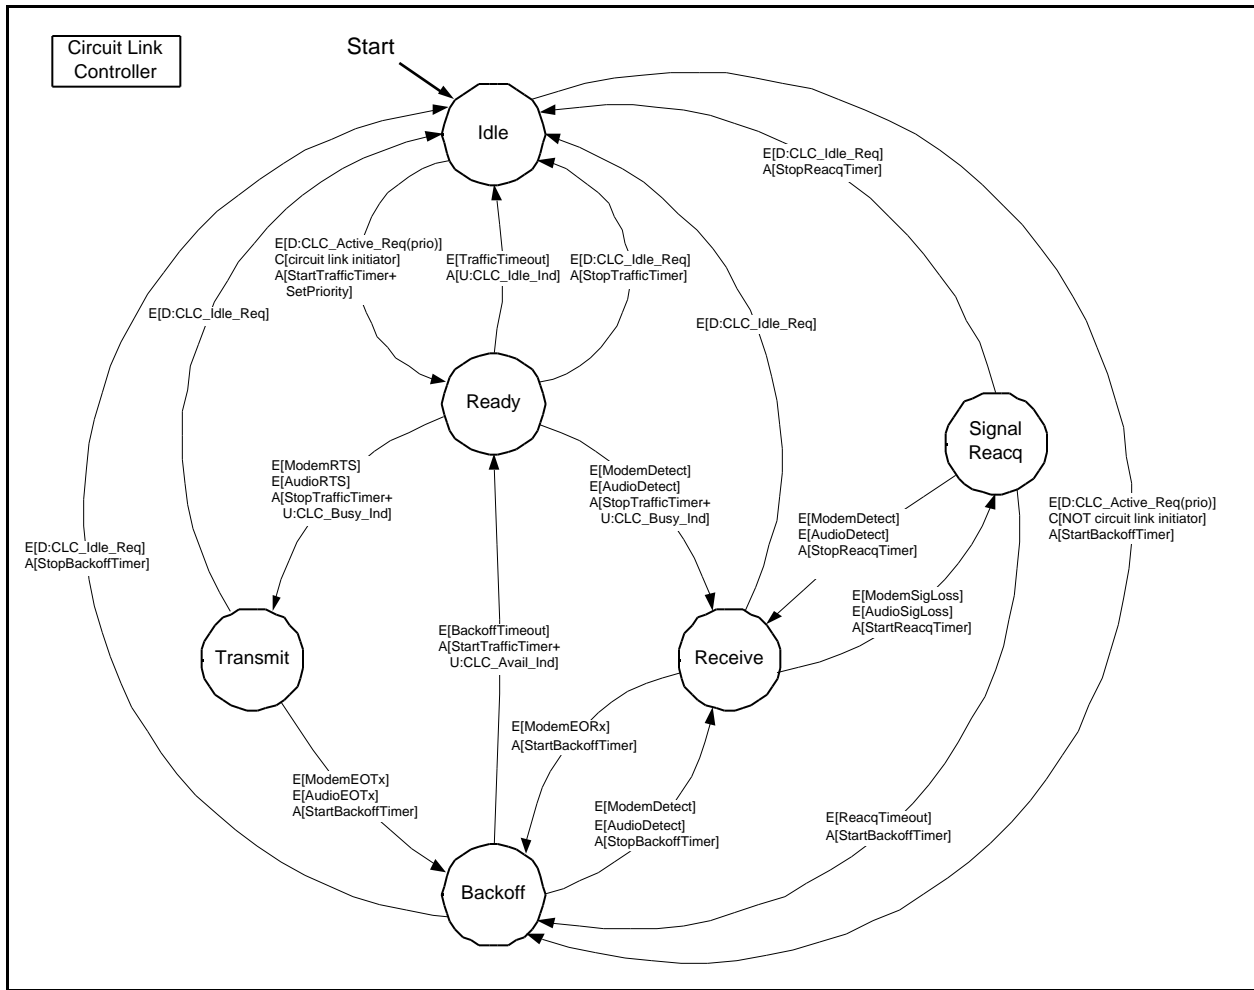 Circuit Link
Controller
Start
Idle
E[D:CLC_Idle_Req]
A[StopReacqTimer]
E[D:CLC_Active_Req(prio)]
C[circuit link initiator]
A[StartTrafficTimer+
SetPriority]
E[TrafficTimeout]
A[U:CLC_Idle_Ind]
E[D:CLC_Idle_Req]
A[StopTrafficTimer]
E[D:CLC_Idle_Req]
E[D:CLC_Idle_Req]
Ready
Signal
Reacq
E[ModemRTS]
E[AudioRTS]
A[StopTrafficTimer+
U:CLC_Busy_Ind]
E[ModemDetect]
E[AudioDetect]
A[StopTrafficTimer+
U:CLC_Busy_Ind]
E[ModemDetect]
E[AudioDetect]
A[StopReacqTimer]
E[D:CLC_Active_Req(prio)]
C[NOT circuit link initiator]
A[StartBackoffTimer]
E[D:CLC_Idle_Req]
A[StopBackoffTimer]
E[ModemSigLoss]
E[AudioSigLoss]
A[StartReacqTimer]
E[BackoffTimeout]
A[StartTrafficTimer+
U:CLC_Avail_Ind]
Transmit
Receive
E[ModemEORx]
A[StartBackoffTimer]
E[ModemEOTx]
E[AudioEOTx]
A[StartBackoffTimer]
E[ModemDetect]
E[AudioDetect]
A[StopBackoffTimer]
E[ReacqTimeout]
A[StartBackoffTimer]
Backoff